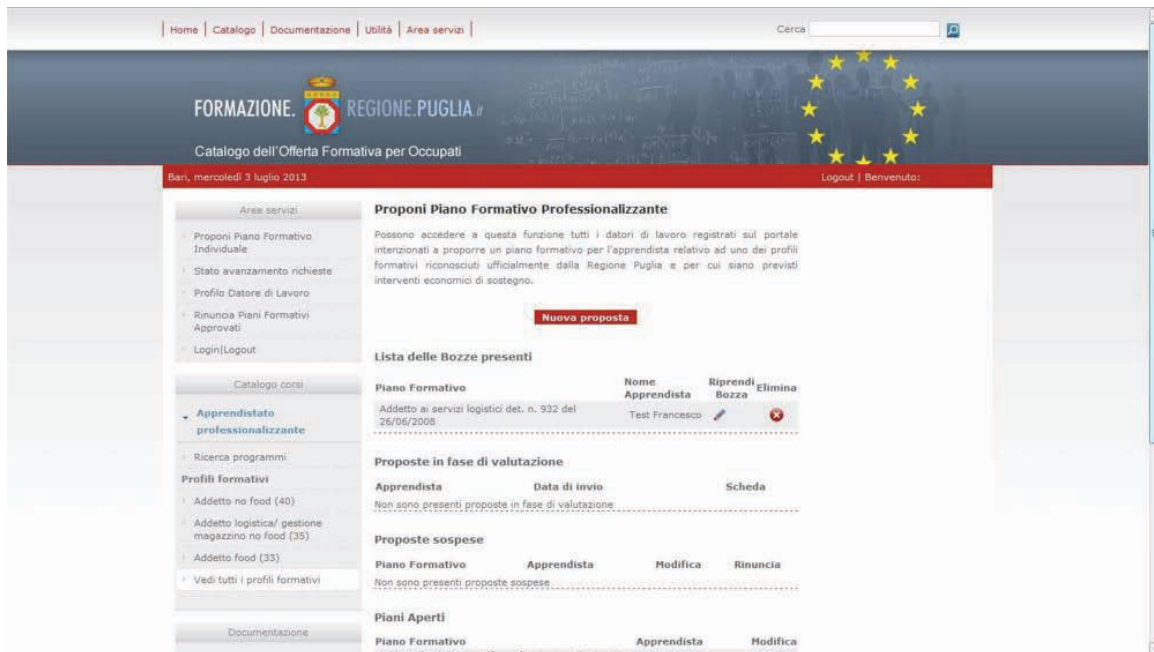 Home | Catalogo | Documentazione | Utilità | Area servizi |
Cerca
FORMAZIONE. REGIONE.PUGLIA.it
Catalogo dell'Offerta Formativa per Occupati
Bari, mercoledì 3 luglio 2013
Logout | Benvenuto:
Area servizi
Proponi Piano Formativo
Individuale
Stato avanzamento richieste
Profilo Datore di Lavoro
Rinuncia Piani Formativi
Approvati
Login|Logout
Catalogo corsi
Apprendistato
professionalizzante
Ricerca programmi
Profili formativi
Addetto no food (40)
Addetto logistica/ gestione
magazzino no food (35)
Addetto food (33)
Vedi tutti i profili formativi
Documentazione
Proponi Piano Formativo Professionalizzante
Possono accedere a questa funzione tutti i datori di lavoro registrati sul portale
intenzionati a proporre un piano formativo per l'apprendista relativo ad uno dei profili
formativi riconosciuti ufficialmente dalla Regione Puglia e per cui siano previsti
interventi economici di sostegno.
Nuova proposta
Lista delle Bozze presenti
Piano Formativo Nome Apprendista Riprendi Bozza Elimina
Addetto ai servizi logistici det. n. 932 del
26/06/2008
Test Francesco
Proposte in fase di valutazione
Apprendista Data di invio Scheda
Non sono presenti proposte in fase di valutazione
Proposte sospese
Piano Formativo Apprendista Modifica Rinuncia
Non sono presenti proposte sospese
Piani Aperti
Piano Formativo Apprendista Modifica